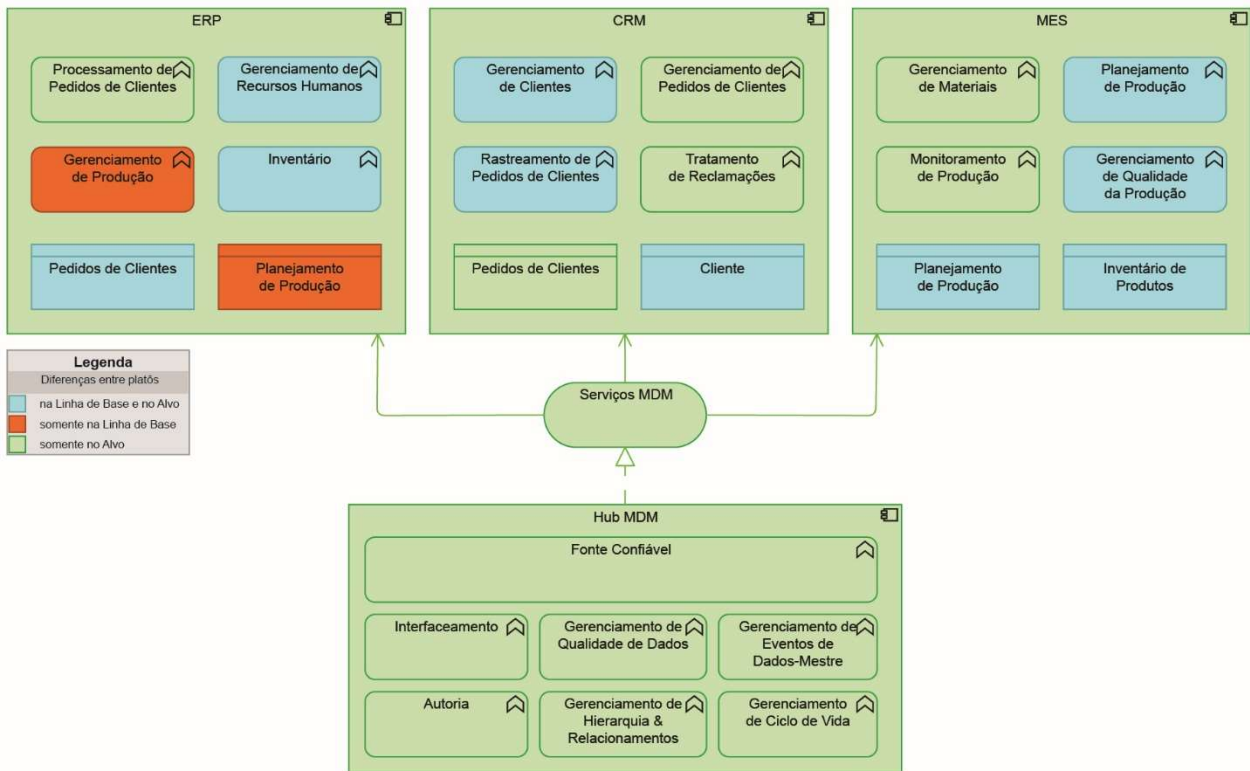 ERP
Processamento de
Pedidos de Clientes
Gerenciamento de
Recursos Humanos
Gerenciamento
de Produção
Inventário
Pedidos de Clientes
Planejamento
de Produção
CRM
Gerenciamento
de Clientes
Gerenciamento de
Pedidos de Clientes
Rastreamento de
Pedidos de Clientes
Tratamento
de Reclamações
Pedidos de Clientes
Cliente
MES
Gerenciamento
de Materiais
Planejamento
de Produção
Monitoramento
de Produção
Gerenciamento
de Qualidade
da Produção
Planejamento
de Produção
Inventário de
Produtos
Legenda
Diferenças entre platôs
na Linha de Base e no Alvo
somente na Linha de Base
somente no Alvo
Serviços MDM
Hub MDM
Fonte Confiável
Interfaceamento
Gerenciamento de
Qualidade de Dados
Gerenciamento de
Eventos de
Dados-Mestre
Autoria
Gerenciamento de
Hierarquia &
Relacionamentos
Gerenciamento
de Ciclo de Vida